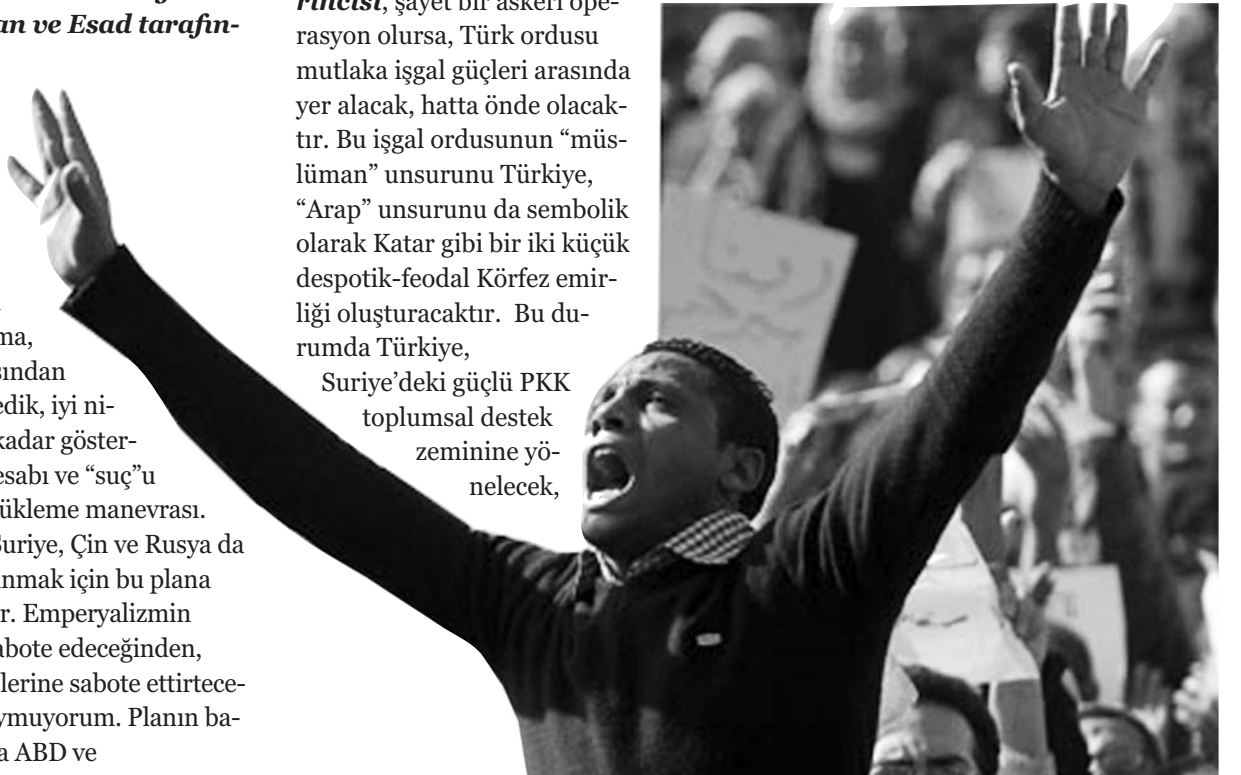 an ve Esad tarafın-
ma,
sından
edik, iyi ni-
kadar göster-
esabı ve “suç”u
ükleme manevrası.
Suriye, Çin ve Rusya da
ınmak için bu plana
r. Emperyalizmin
abote edeceğinden,
lerine sabote ettirtece-
ymuyorum. Planın ba-
a ABD ve
rincisi, şayet bir askeri ope-
rasyon olursa, Türk ordusu
mutlaka işgal güçleri arasında
yer alacak, hatta önde olacak-
tır. Bu işgal ordusunun “müs-
lüman” unsurunu Türkiye,
“Arap” unsurunu da sembolik
olarak Katar gibi bir iki küçük
despotik-feodal Körfez emir-
liği oluşturacaktır. Bu du-
rumda Türkiye,
Suriye’deki güçlü PKK
toplumsal destek
zeminine yö-
nelecek,